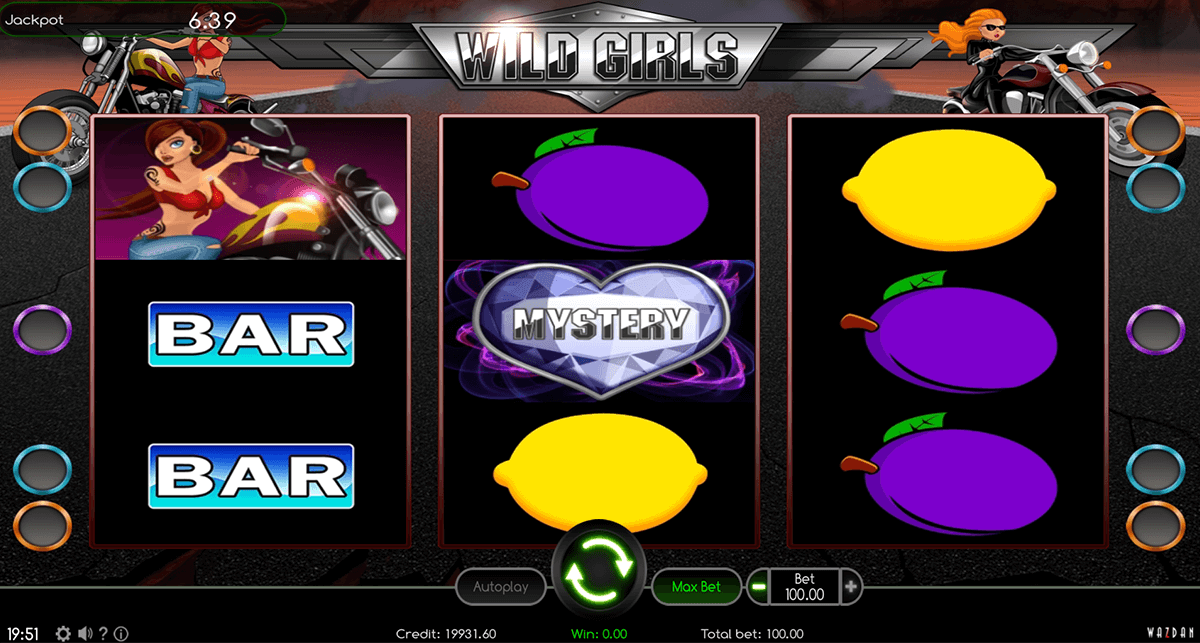 Jackpot 6.39
WILD GIRLS
BAR
MYSTERY
BAR
Autoplay
Max Bet
Bet
100.00
19:51
Credit: 19931.60
Win: 0.00
Total bet: 100.00
WAZDAN